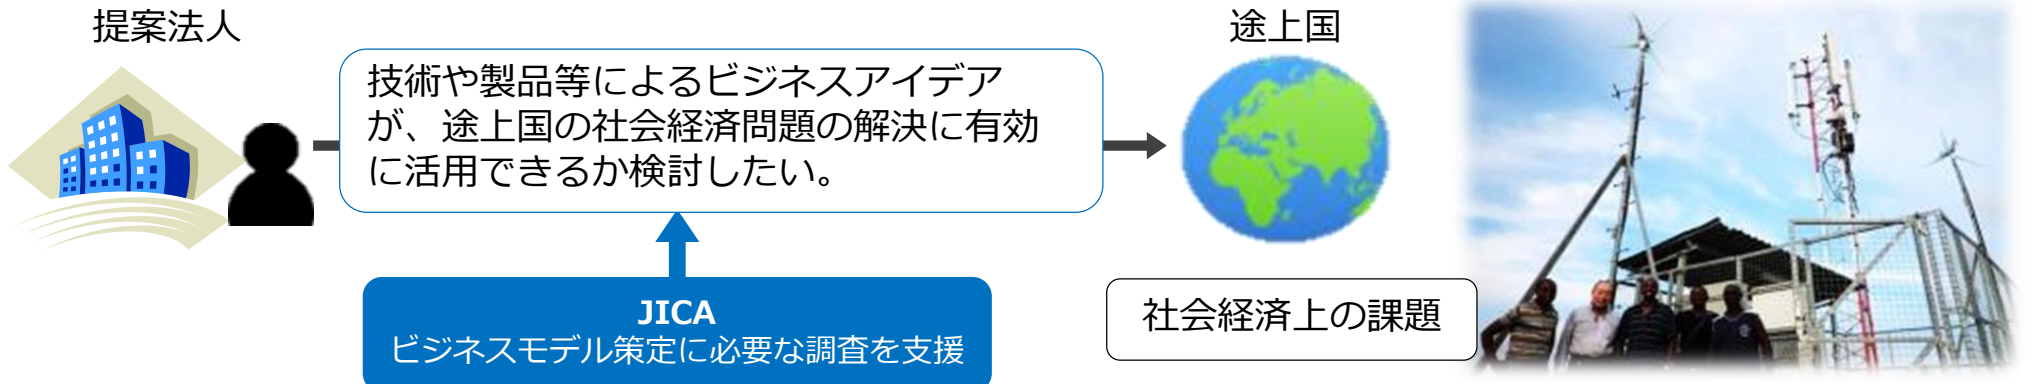 提案法人
技術や製品等によるビジネスアイデア
が、途上国の社会経済問題の解決に有効
に活用できるか検討したい。
途上国
JICA
ビジネスモデル策定に必要な調査を支援
社会経済上の課題